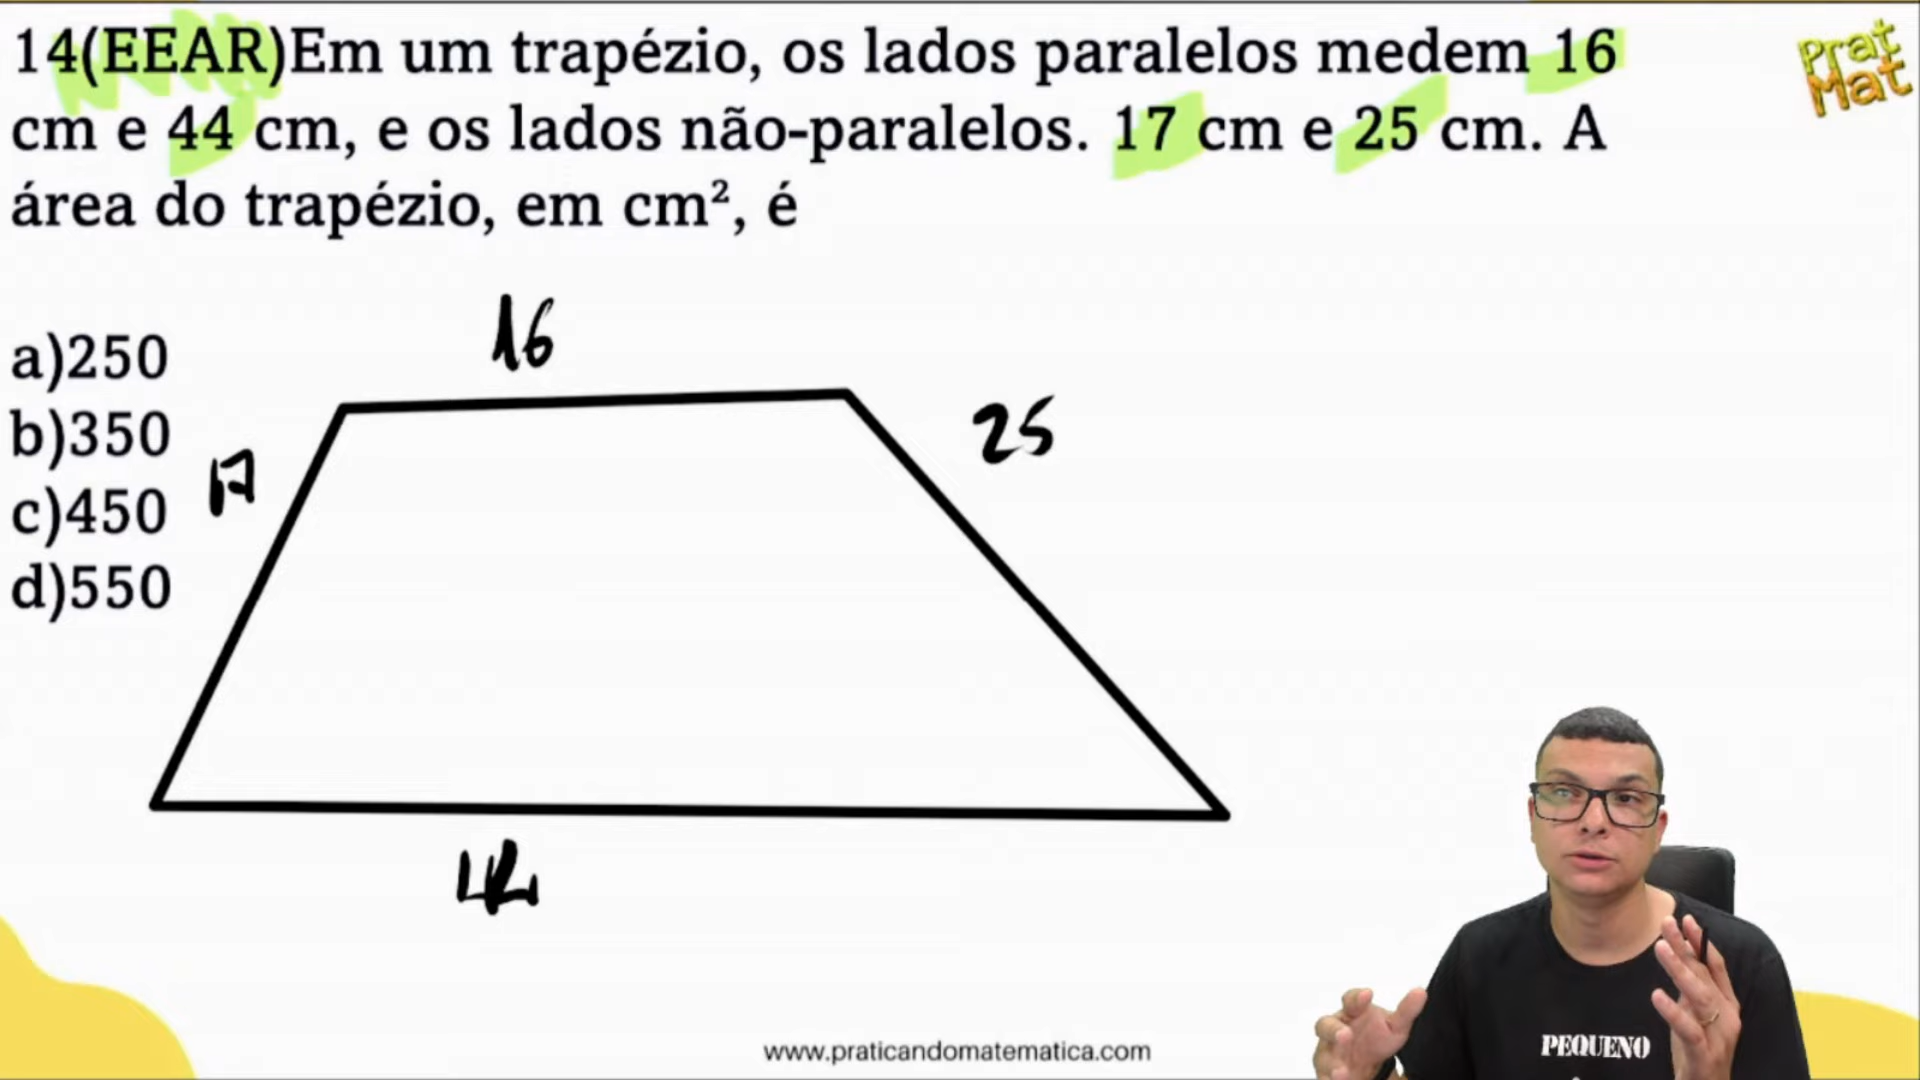 14(EEAR)Em um trapézio, os lados paralelos medem 16
cm e 44 cm, e os lados não-paralelos. 17 cm e 25 cm. A
área do trapézio, em cm², é
Prat
Mat
a)250
b)350
c)450
d)550
16
17
25
44
www.praticandomatematica.com
PEQUENO